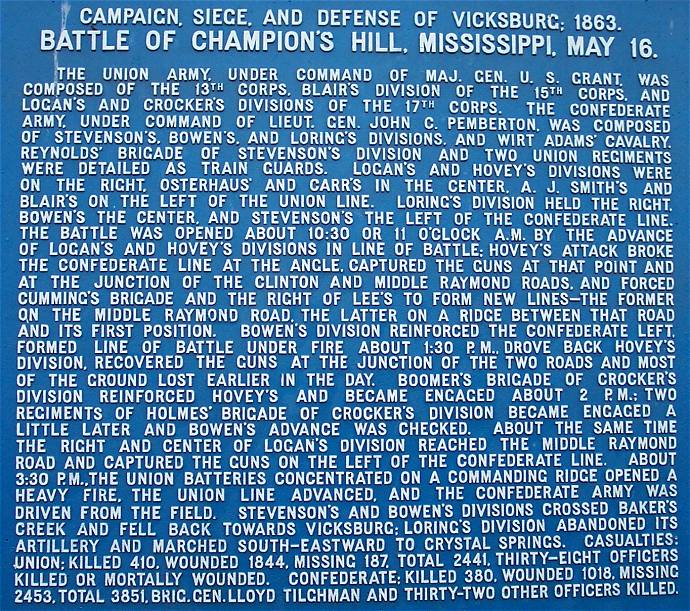 CAMPAIGN, SIEGE, AND DEFENSE OF VICKSBURG; 1863.
BATTLE OF CHAMPION'S HILL, MISSISSIPPI, MAY 16.
THE UNION ARMY, UNDER COMMAND OF MAJ. GEN. U. S. GRANT, WAS
COMPOSED OF THE 13TH CORPS, BLAIR'S DIVISION OF THE 15TH CORPS, AND
LOGAN'S AND CROCKER'S DIVISIONS OF THE 17TH CORPS. THE CONFEDERATE
ARMY, UNDER COMMAND OF LIEUT. GEN. JOHN C. PEMBERTON, WAS COMPOSED
OF STEVENSON'S, BOWEN'S, AND LORING'S DIVISIONS, AND WIRT ADAMS' CAVALRY.
REYNOLDS' BRIGADE OF STEVENSON'S DIVISION AND TWO UNION REGIMENTS
WERE DETAILED AS TRAIN GUARDS. LOGAN'S AND HOVEY'S DIVISIONS WERE
ON THE RIGHT, OSTERHAUS' AND CARR'S IN THE CENTER, A. J. SMITH'S AND
BLAIR'S ON THE LEFT OF THE UNION LINE. LORING'S DIVISION HELD THE RIGHT,
BOWEN'S THE CENTER, AND STEVENSON'S THE LEFT OF THE CONFEDERATE LINE.
THE BATTLE WAS OPENED ABOUT 10:30 OR 11 O'CLOCK A.M. BY THE ADVANCE
OF LOGAN'S AND HOVEY'S DIVISIONS IN LINE OF BATTLE; HOVEY'S ATTACK BROKE
THE CONFEDERATE LINE AT THE ANGLE, CAPTURED THE GUNS AT THAT POINT AND
AT THE JUNCTION OF THE CLINTON AND MIDDLE RAYMOND ROADS, AND FORCED
CUMMING'S BRIGADE AND THE RIGHT OF LEE'S TO FORM NEW LINES—THE FORMER
ON THE MIDDLE RAYMOND ROAD, THE LATTER ON A RIDGE BETWEEN THAT ROAD
AND ITS FIRST POSITION. BOWEN'S DIVISION REINFORCED THE CONFEDERATE LEFT,
FORMED LINE OF BATTLE UNDER FIRE ABOUT 1:30 P.M., DROVE BACK HOVEY'S
DIVISION, RECOVERED THE GUNS AT THE JUNCTION OF THE TWO ROADS AND MOST
OF THE GROUND LOST EARLIER IN THE DAY. BOOMER'S BRIGADE OF CROCKER'S
DIVISION REINFORCED HOVEY'S AND BECAME ENGAGED ABOUT 2 P.M.; TWO
REGIMENTS OF HOLMES' BRIGADE OF CROCKER'S DIVISION BECAME ENGAGED A
LITTLE LATER AND BOWEN'S ADVANCE WAS CHECKED. ABOUT THE SAME TIME
THE RIGHT AND CENTER OF LOGAN'S DIVISION REACHED THE MIDDLE RAYMOND
ROAD AND CAPTURED THE GUNS ON THE LEFT OF THE CONFEDERATE LINE. ABOUT
3:30 P.M., THE UNION BATTERIES CONCENTRATED ON A COMMANDING RIDGE OPENED A
HEAVY FIRE, THE UNION LINE ADVANCED, AND THE CONFEDERATE ARMY WAS
DRIVEN FROM THE FIELD. STEVENSON'S AND BOWEN'S DIVISIONS CROSSED BAKER'S
CREEK AND FELL BACK TOWARDS VICKSBURG; LORING'S DIVISION ABANDONED ITS
ARTILLERY AND MARCHED SOUTH-EASTWARD TO CRYSTAL SPRINGS. CASUALTIES:
UNION; KILLED 410, WOUNDED 1844, MISSING 187, TOTAL 2441, THIRTY-EIGHT OFFICERS
KILLED OR MORTALLY WOUNDED. CONFEDERATE; KILLED 380, WOUNDED 1018, MISSING
2453, TOTAL 3851, BRIG. GEN. LLOYD TILGHMAN AND THIRTY-TWO OTHER OFFICERS KILLED.